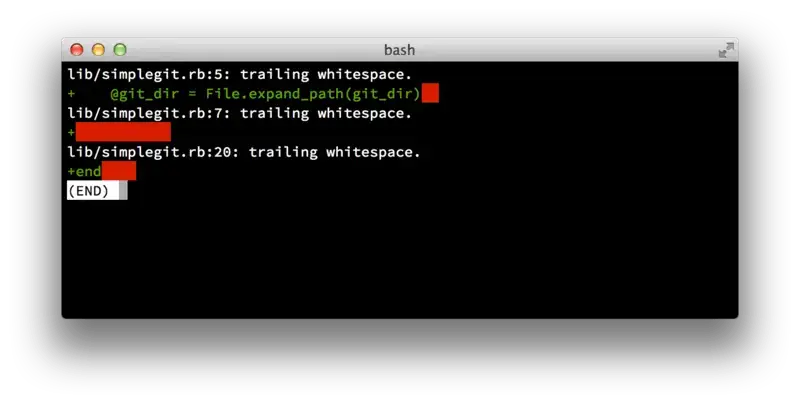 bash
lib/simplegit.rb:5: trailing whitespace.
+    @git_dir = File.expand_path(git_dir)
lib/simplegit.rb:7: trailing whitespace.
+
lib/simplegit.rb:20: trailing whitespace.
+end
(END)